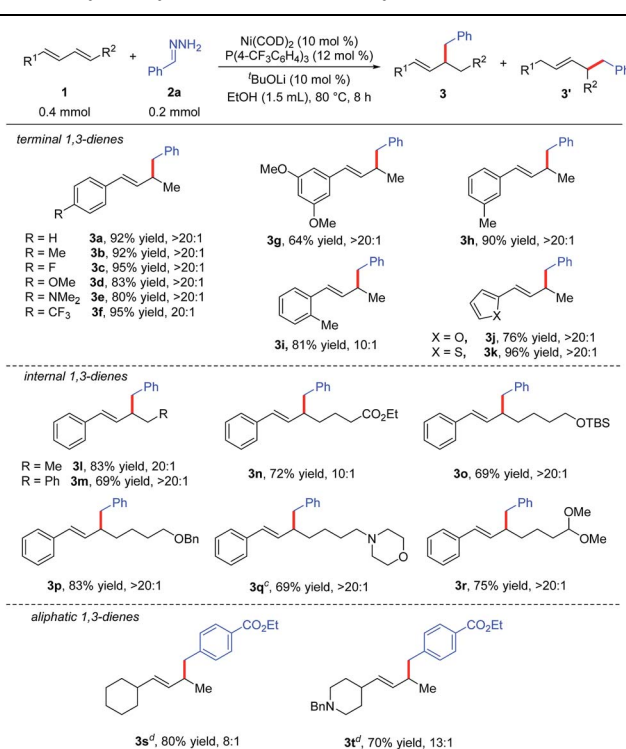 NNH2
Ph
R1 R2 + Ph
Ni(COD)2 (10 mol %)
P(4-CF3C6H4)3 (12 mol %)
tBuOLi (10 mol %)
EtOH (1.5 mL), 80 °C, 8 h
Ph
R1 R2 + R1 Ph
R2
1 2a 3 3'
0.4 mmol 0.2 mmol
terminal 1,3-dienes
Ph
Me
R
R = H 3a, 92% yield, >20:1
R = Me 3b, 92% yield, >20:1
R = F 3c, 95% yield, >20:1
R = OMe 3d, 83% yield, >20:1
R = NMe2 3e, 80% yield, >20:1
R = CF3 3f, 95% yield, 20:1
Ph
MeO
Me
OMe
3g, 64% yield, >20:1
Ph
Me
Me
3h, 90% yield, >20:1
Ph
Me
Me
3i, 81% yield, 10:1
Ph
Me
X
X = O, 3j, 76% yield, >20:1
X = S, 3k, 96% yield, >20:1
internal 1,3-dienes
Ph
R
R = Me 3l, 83% yield, 20:1
R = Ph 3m, 69% yield, >20:1
Ph
CO2Et
3n, 72% yield, 10:1
Ph
OTBS
3o, 69% yield, >20:1
Ph
OBn
3p, 83% yield, >20:1
Ph
N
O
3qc, 69% yield, >20:1
Ph
OMe
OMe
3r, 75% yield, >20:1
aliphatic 1,3-dienes
CO2Et
Me
3sd, 80% yield, 8:1
CO2Et
Me
BnN
3td, 70% yield, 13:1